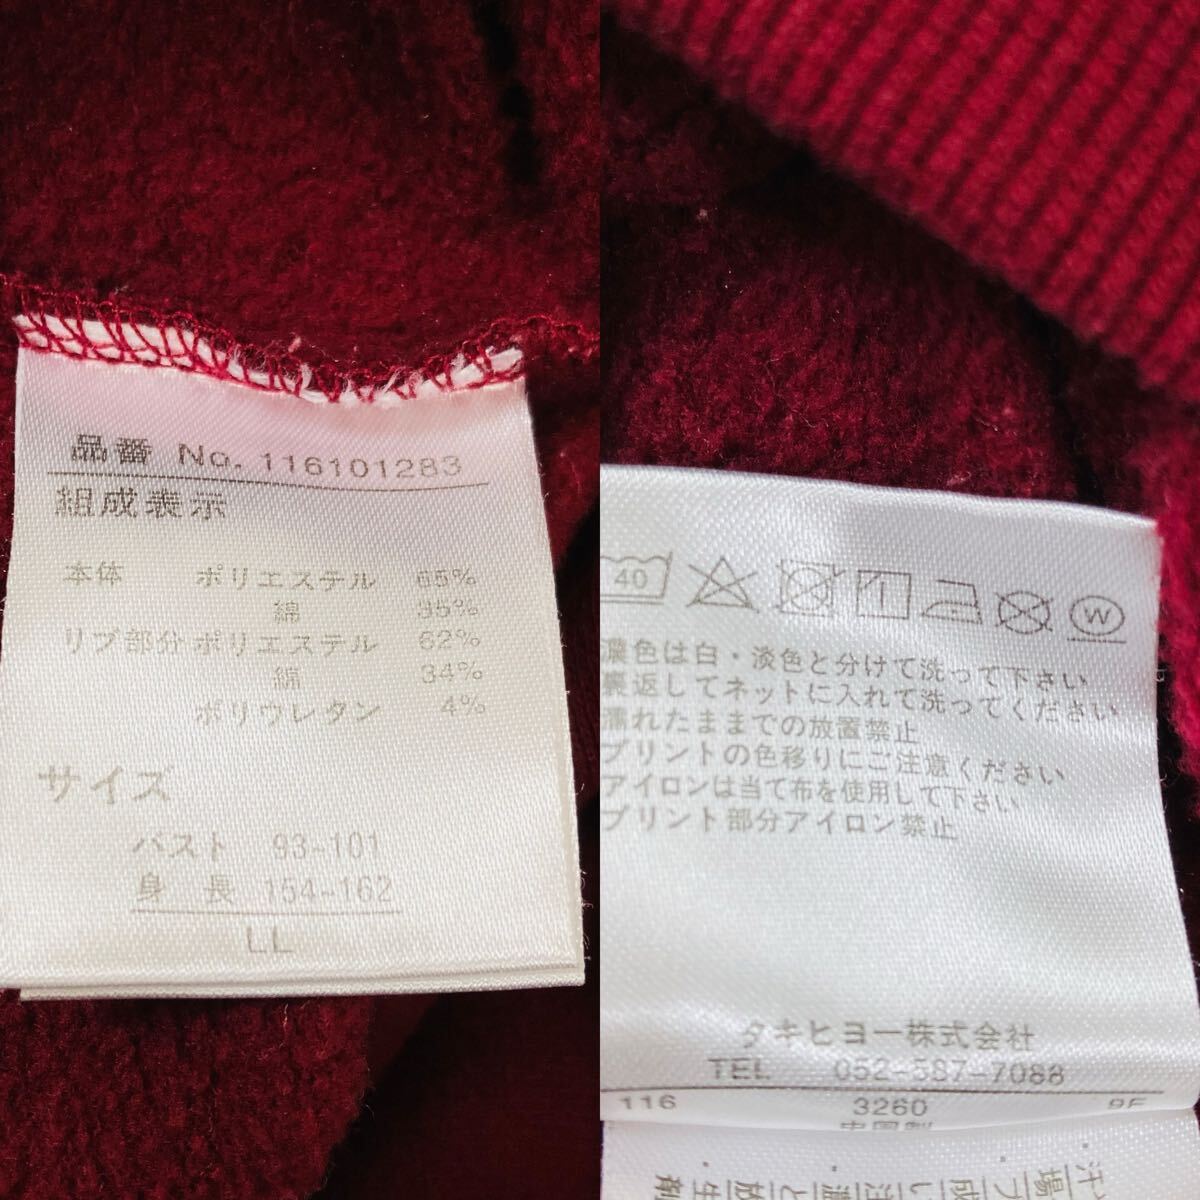 品番 No. 116101283
組成表示
本体 ポリエステル 65%
綿 35%
リブ部分 ポリエステル 62%
綿 34%
ポリウレタン 4%
サイズ
バスト 93-101
身長 154-162
LL
40
W
濃色は白・淡色と分けて洗って下さい
裏返してネットに入れて洗ってください
濡れたままでの放置禁止
プリントの色移りにご注意ください
アイロンは当て布を使用して下さい
プリント部分アイロン禁止
タキヒヨー株式会社
TEL 052-587-7088
116 3260
中国製